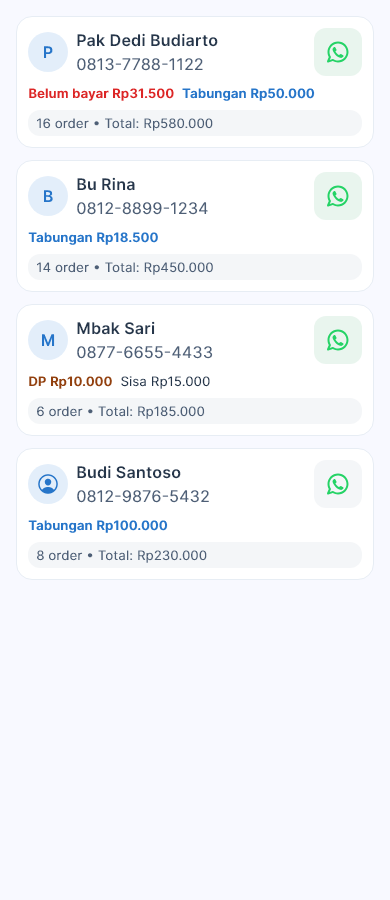 P
Pak Dedi Budiarto
0813-7788-1122
Belum bayar Rp31.500 Tabungan Rp50.000
16 order • Total: Rp580.000
B
Bu Rina
0812-8899-1234
Tabungan Rp18.500
14 order • Total: Rp450.000
M
Mbak Sari
0877-6655-4433
DP Rp10.000 Sisa Rp15.000
6 order • Total: Rp185.000
Budi Santoso
0812-9876-5432
Tabungan Rp100.000
8 order • Total: Rp230.000